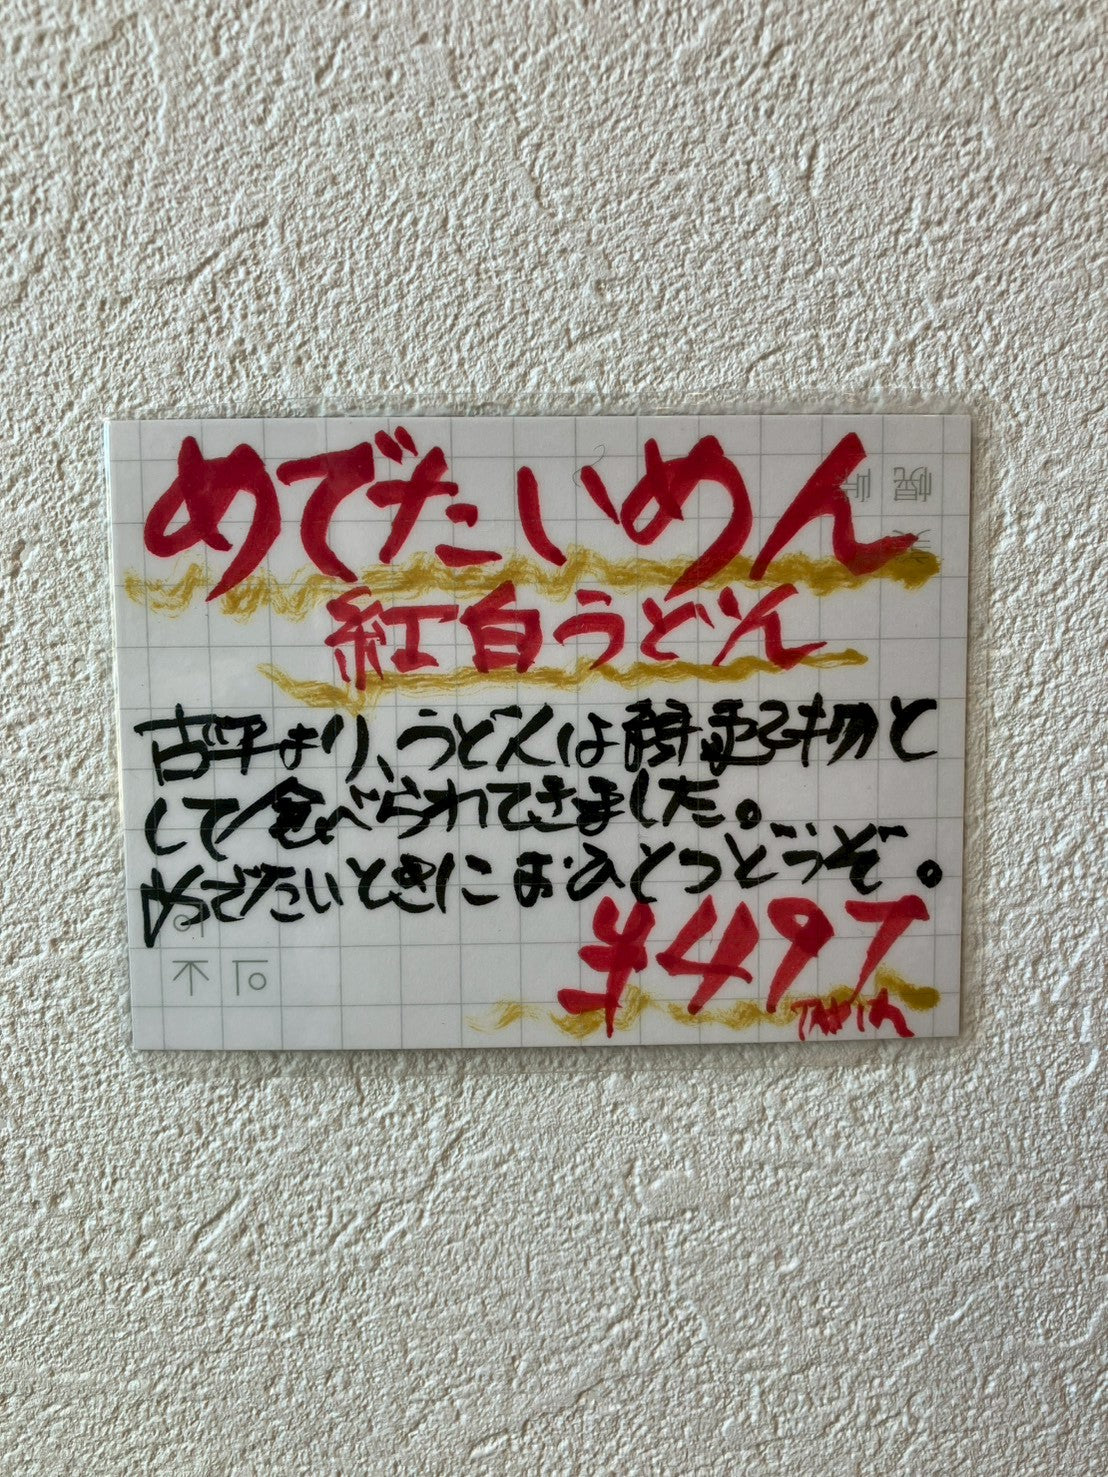 めでたいめん
紅白うどん
古平より、うどんは縁起物と
して食べられてきました。
めでたいときにおひとつどうぞ。
¥497